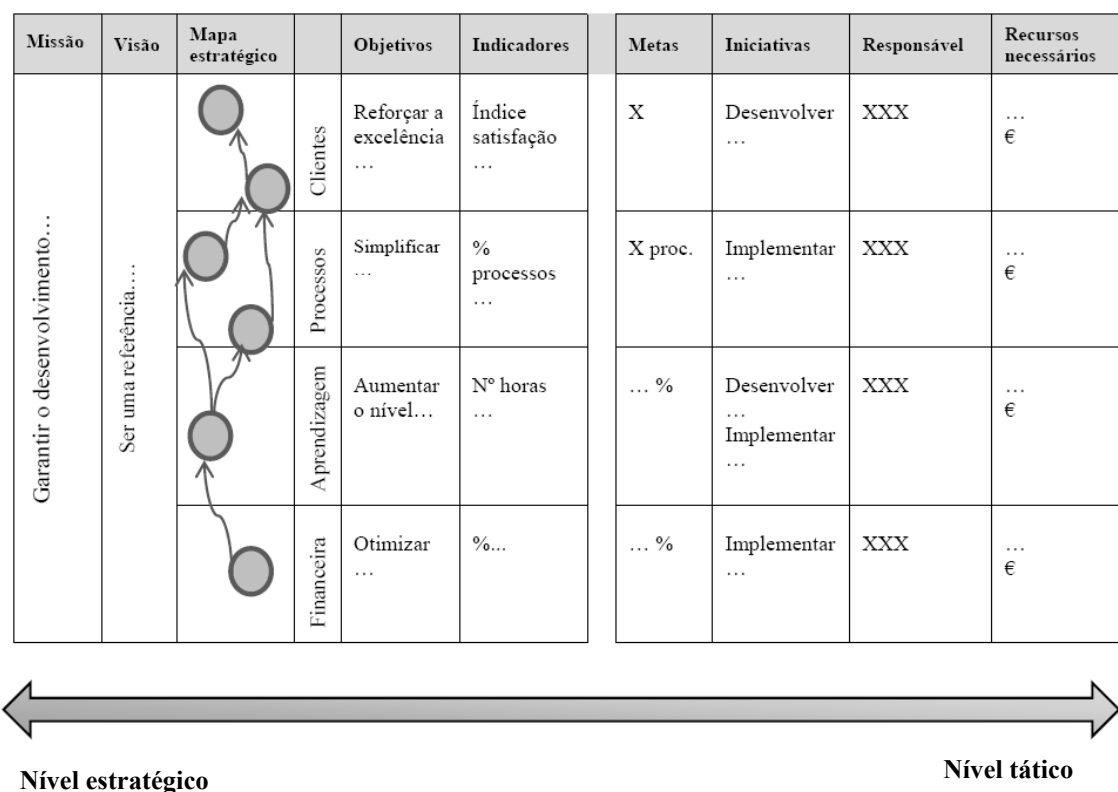 Missão
Visão
Mapa
estratégico
Objetivos
Indicadores
Metas
Iniciativas
Responsável
Recursos
necessários
Garantir o desenvolvimento…
Ser uma referência….
Clientes
Reforçar a
excelência
…
Índice
satisfação
…
X
Desenvolver
…
XXX
…
€
Processos
Simplificar
…
%
processos
…
X proc.
Implementar
…
XXX
…
€
Aprendizagem
Aumentar
o nível…
Nº horas
…
… %
Desenvolver
…
Implementar
…
XXX
…
€
Financeira
Otimizar
…
%...
… %
Implementar
…
XXX
…
€
Nível estratégico
Nível tático